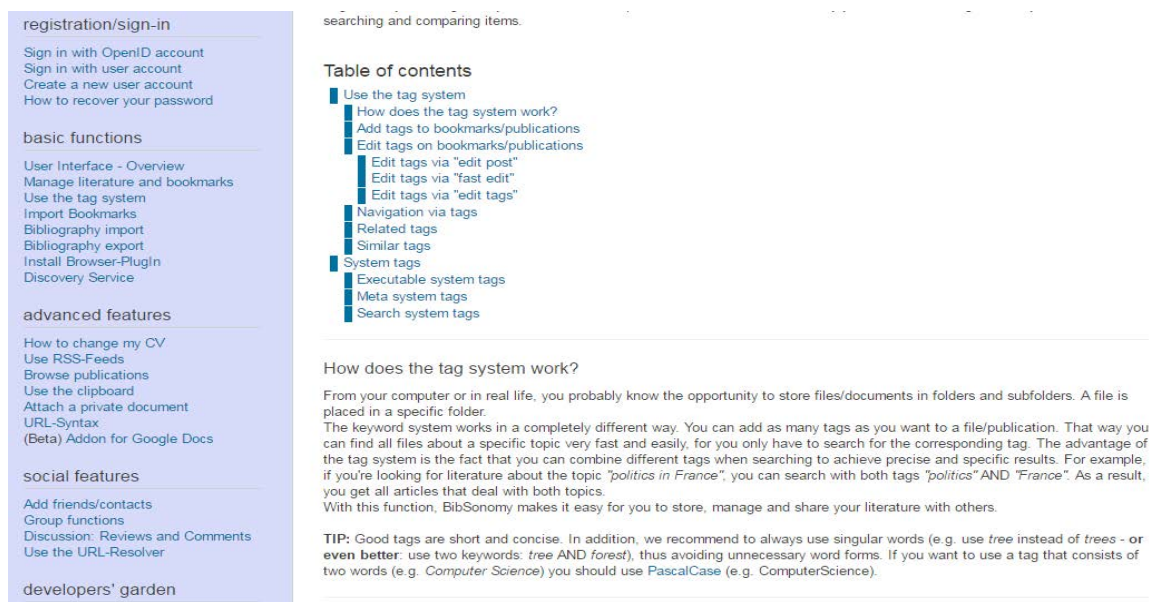 registration/sign-in
Sign in with OpenID account
Sign in with user account
Create a new user account
How to recover your password
basic functions
User Interface - Overview
Manage literature and bookmarks
Use the tag system
Import Bookmarks
Bibliography import
Bibliography export
Install Browser-PlugIn
Discovery Service
advanced features
How to change my CV
Use RSS-Feeds
Browse publications
Use the clipboard
Attach a private document
URL-Syntax
(Beta) Addon for Google Docs
social features
Add friends/contacts
Group functions
Discussion: Reviews and Comments
Use the URL-Resolver
developers' garden
searching and comparing items.
Table of contents
Use the tag system
How does the tag system work?
Add tags to bookmarks/publications
Edit tags on bookmarks/publications
Edit tags via "edit post"
Edit tags via "fast edit"
Edit tags via "edit tags"
Navigation via tags
Related tags
Similar tags
System tags
Executable system tags
Meta system tags
Search system tags
How does the tag system work?
From your computer or in real life, you probably know the opportunity to store files/documents in folders and subfolders. A file is
placed in a specific folder.
The keyword system works in a completely different way. You can add as many tags as you want to a file/publication. That way you
can find all files about a specific topic very fast and easily, for you only have to search for the corresponding tag. The advantage of
the tag system is the fact that you can combine different tags when searching to achieve precise and specific results. For example,
if you're looking for literature about the topic "politics in France", you can search with both tags "politics" AND "France". As a result,
you get all articles that deal with both topics.
With this function, BibSonomy makes it easy for you to store, manage and share your literature with others.
TIP: Good tags are short and concise. In addition, we recommend to always use singular words (e.g. use tree instead of trees - or
even better: use two keywords: tree AND forest), thus avoiding unnecessary word forms. If you want to use a tag that consists of
two words (e.g. Computer Science) you should use PascalCase (e.g. ComputerScience).